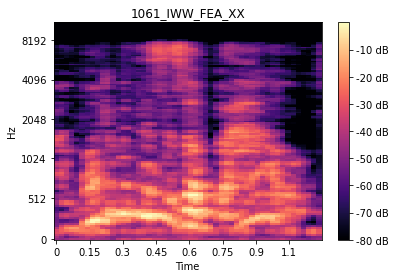 1061_IWW_FEA_XX
8192
4096
2048
1024
512
0
Hz
0 0.15 0.3 0.45 0.6 0.75 0.9 1.1
Time
-10 dB
-20 dB
-30 dB
-40 dB
-50 dB
-60 dB
-70 dB
-80 dB